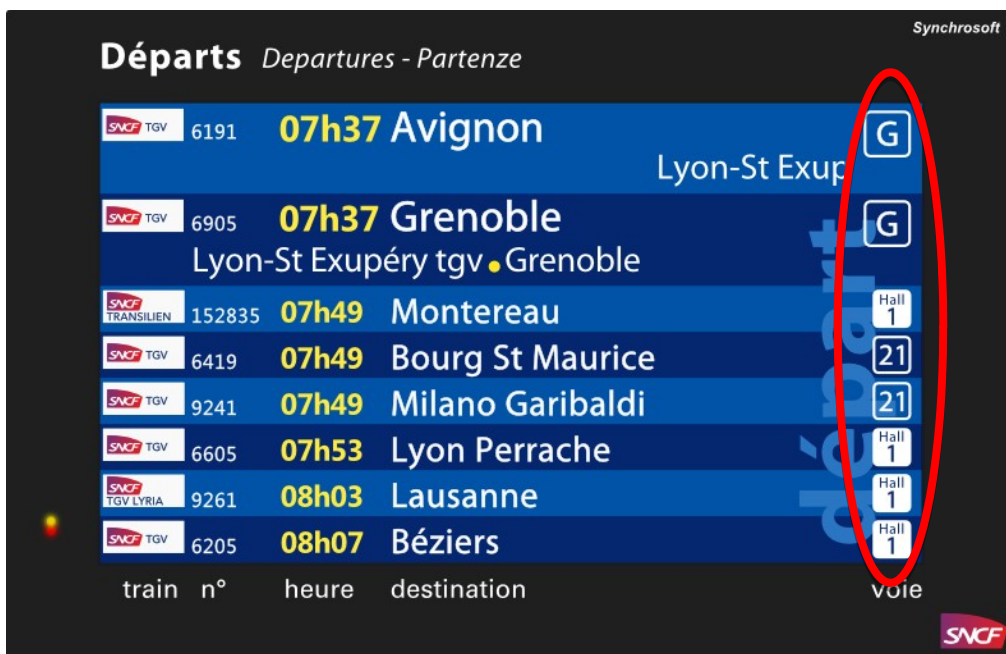 Synchrosoft
Départs Departures - Partenze
SNCF TGV 6191 07h37 Avignon G
Lyon-St Exup
SNCF TGV 6905 07h37 Grenoble G
Lyon-St Exupéry tgv • Grenoble
SNCF TRANSILIEN 152835 07h49 Montereau Hall 1
SNCF TGV 6419 07h49 Bourg St Maurice 21
SNCF TGV 9241 07h49 Milano Garibaldi 21
SNCF TGV 6605 07h53 Lyon Perrache Hall 1
SNCF TGV LYRIA 9261 08h03 Lausanne Hall 1
SNCF TGV 6205 08h07 Béziers Hall 1
départ
train n° heure destination voie
SNCF